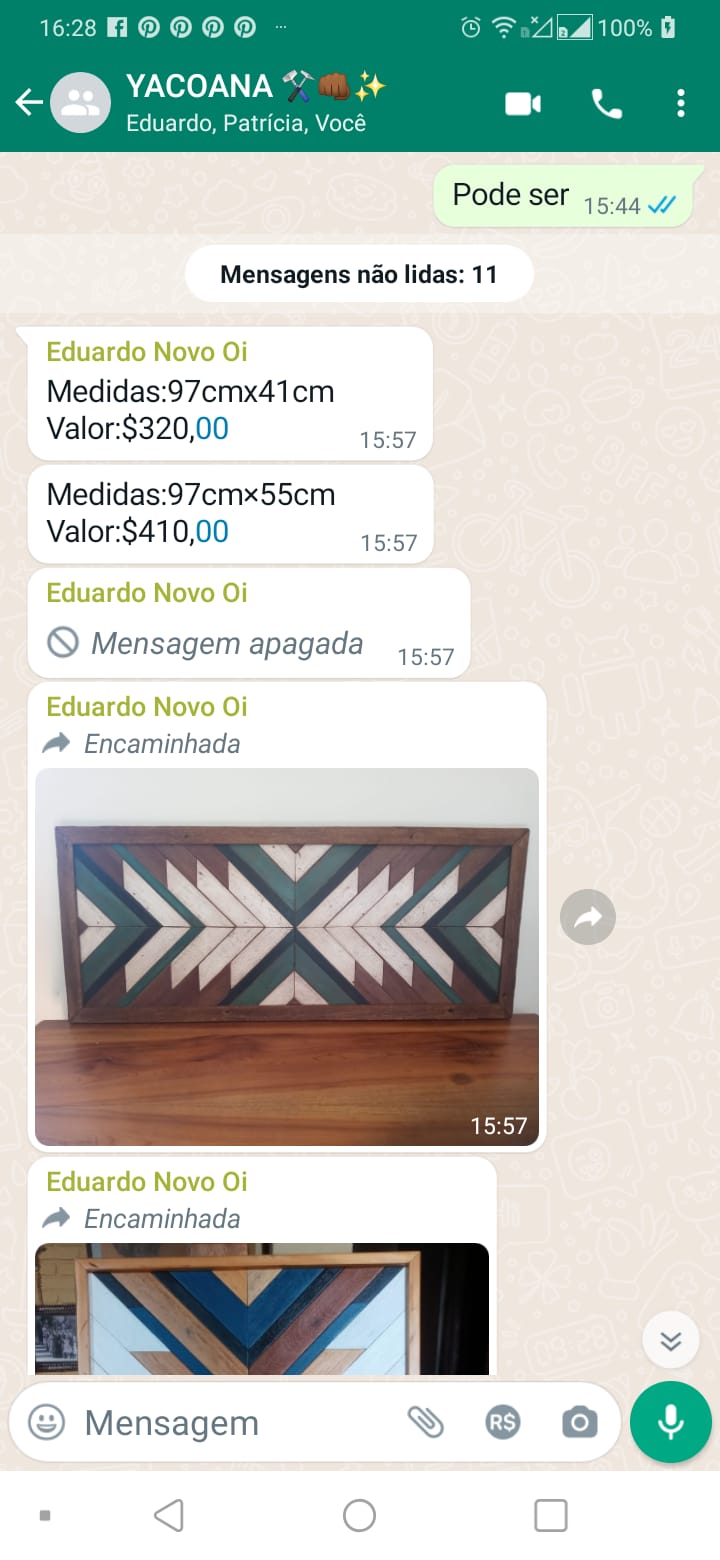 16:28
100%
YACOANA
Eduardo, Patrícia, Você
Pode ser 15:44
Mensagens não lidas: 11
Eduardo Novo Oi
Medidas:97cmx41cm
Valor:$320,00
15:57
Medidas:97cm×55cm
Valor:$410,00
15:57
Eduardo Novo Oi
Mensagem apagada 15:57
Eduardo Novo Oi
Encaminhada
15:57
Eduardo Novo Oi
Encaminhada
Mensagem
R$